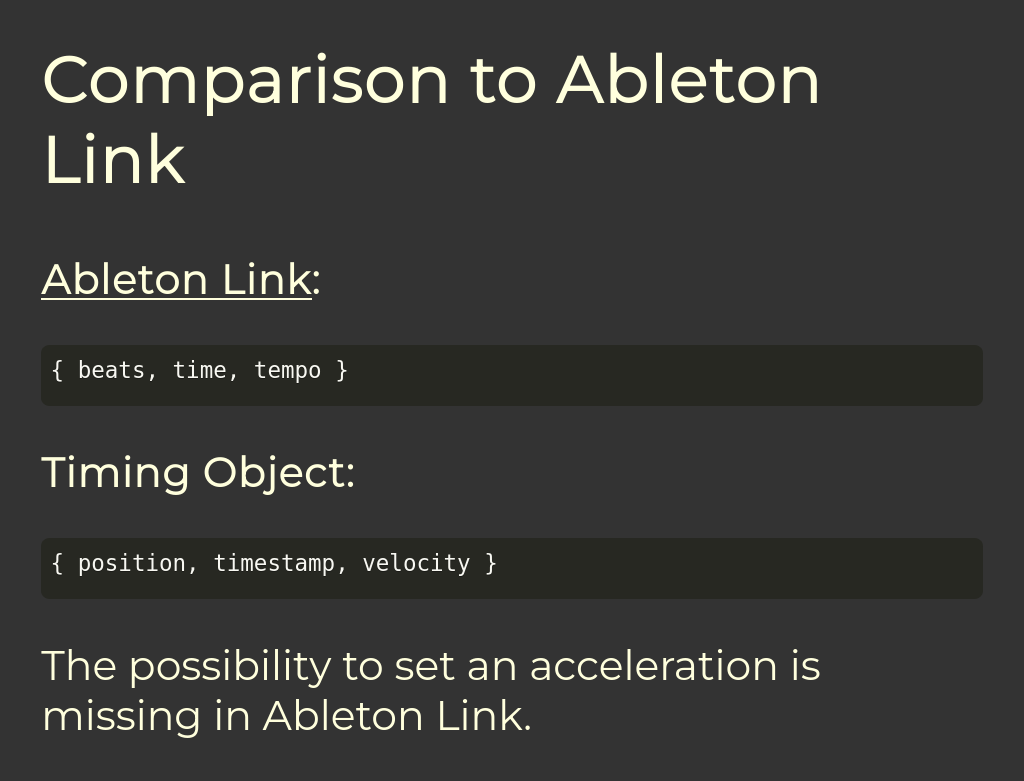 Comparison to Ableton
Link
Ableton Link:
{ beats, time, tempo }
Timing Object:
{ position, timestamp, velocity }
The possibility to set an acceleration is
missing in Ableton Link.